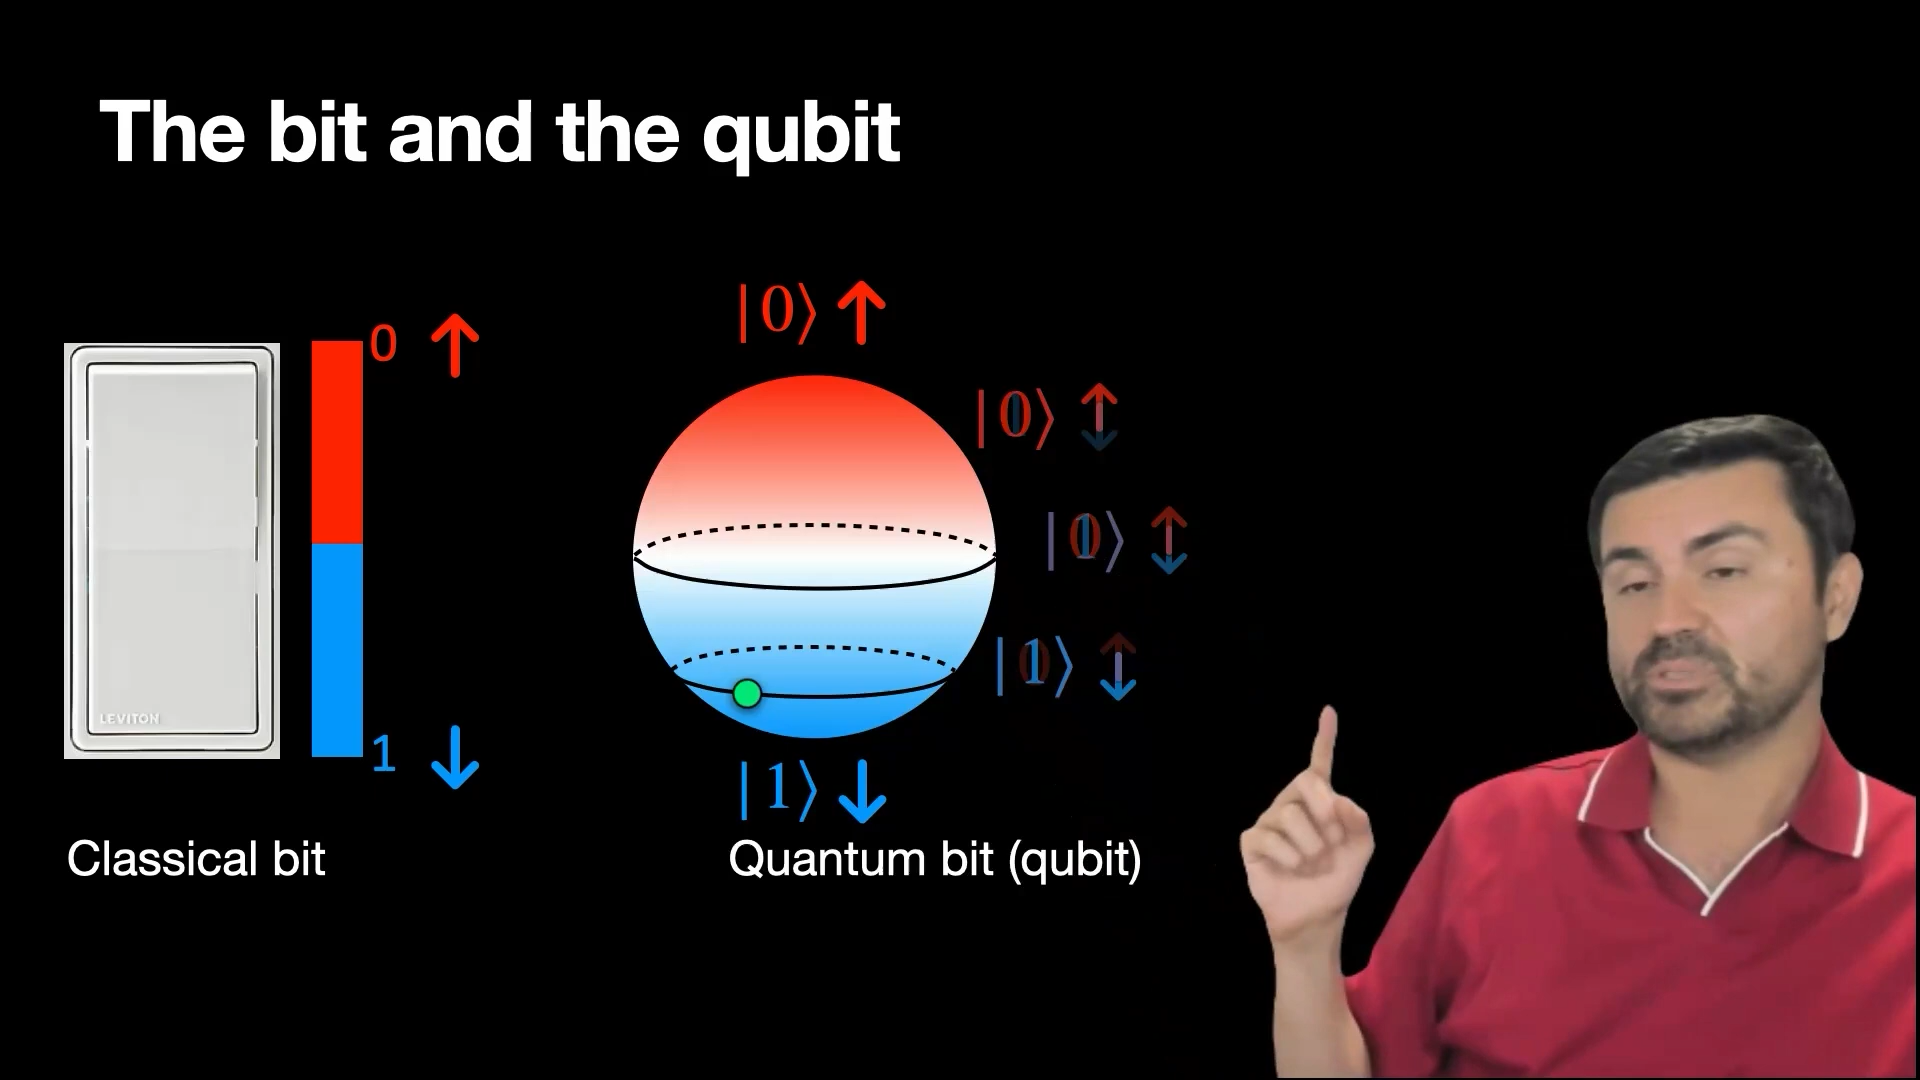 The bit and the qubit
|0⟩ ↑
0 ↑
|0⟩ ↕
|0⟩ ↕
|1⟩ ↕
LEVITON
1 ↓
|1⟩ ↓
Classical bit
Quantum bit (qubit)